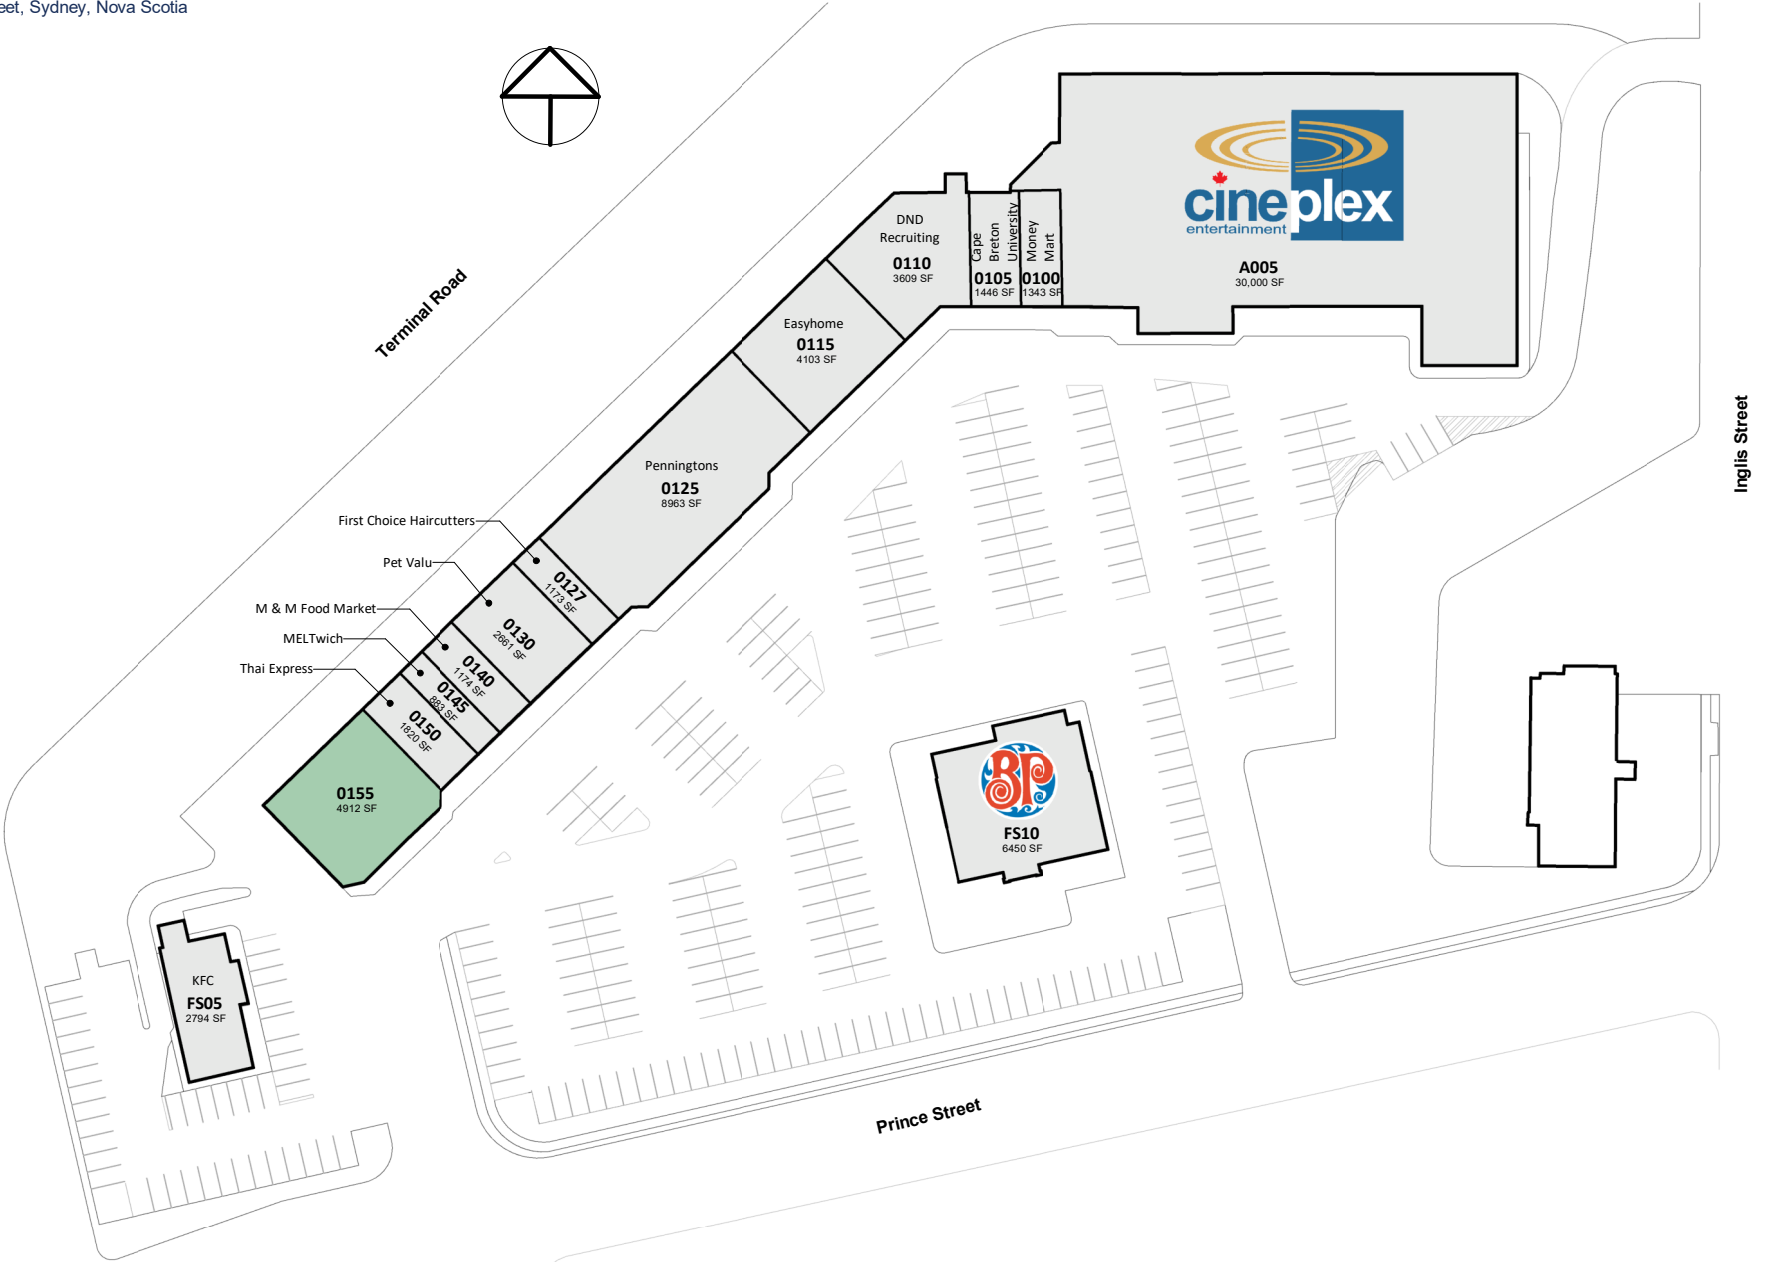 eet, Sydney, Nova Scotia
cineplex
entertainment
A005
30,000 SF
DND
Recruiting
0110
3609 SF
Cape
Breton
University
0105
1446 SF
Money
Mart
0100
1343 SF
Terminal Road
Easyhome
0115
4103 SF
Inglis Street
Penningtons
0125
8963 SF
First Choice Haircutters
0127
1173 SF
Pet Valu
0130
2661 SF
M & M Food Market
0140
1174 SF
MELTwich
0145
883 SF
Thai Express
0150
1820 SF
0155
4912 SF
BP
FS10
6450 SF
KFC
FS05
2794 SF
Prince Street